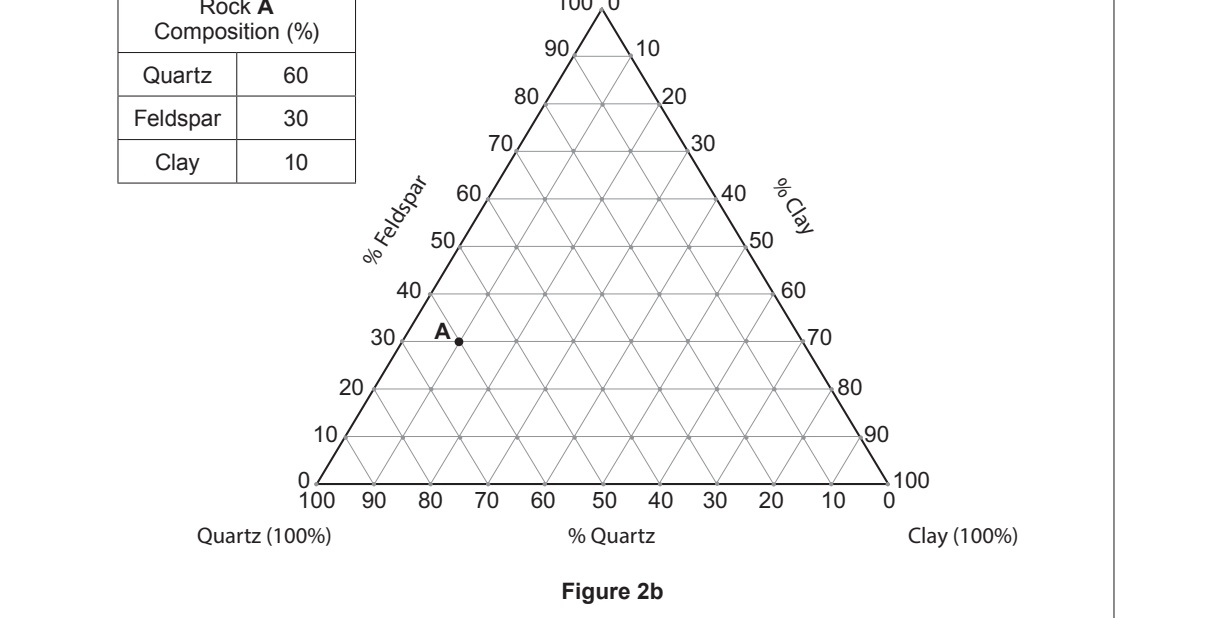 Rock A
Composition (%)
Quartz 60
Feldspar 30
Clay 10
100 0
90 10
80 20
70 30
60 40
50 50
40 60
30 70
20 80
10 90
0 100
% Feldspar
% Clay
A
100 90 80 70 60 50 40 30 20 10 0
Quartz (100%) % Quartz Clay (100%)
Figure 2b